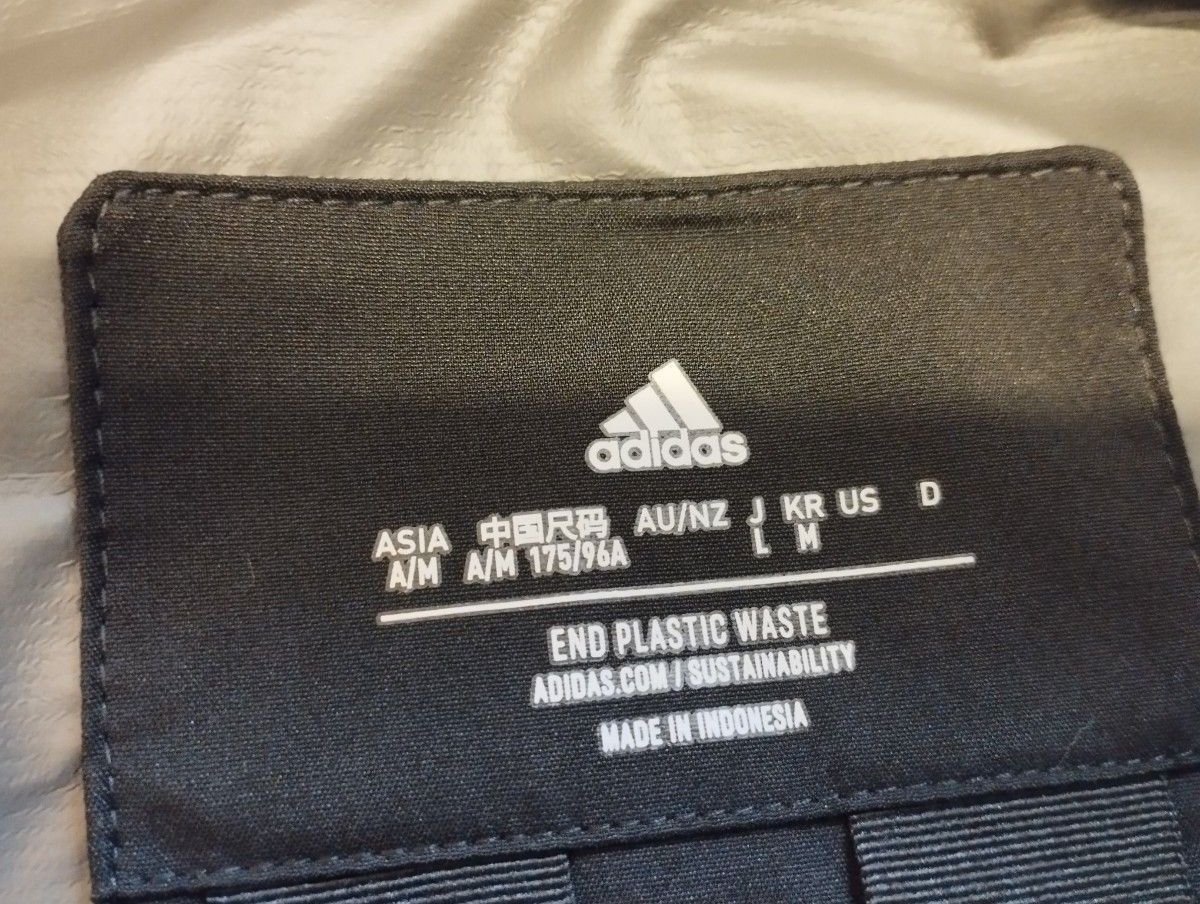 adidas
ASIA 中国尺码 AU/NZ J KR US D
A/M A/M 175/96A L M
END PLASTIC WASTE
ADIDAS.COM / SUSTAINABILITY
MADE IN INDONESIA